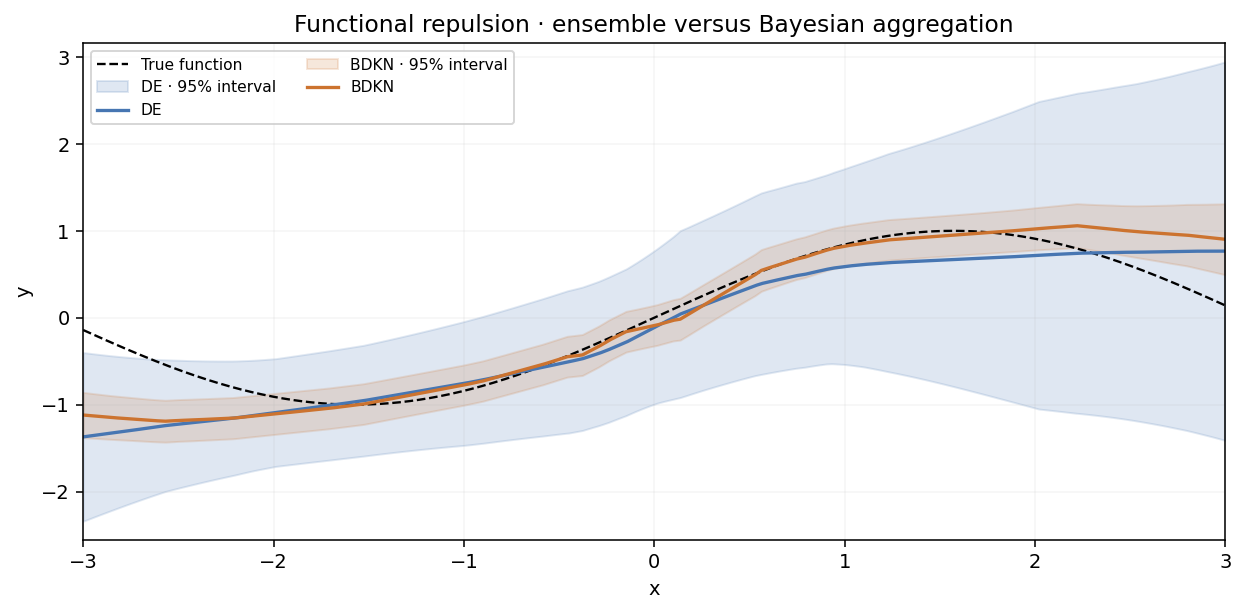 Functional repulsion · ensemble versus Bayesian aggregation
True function
DE · 95% interval
DE
BDKN · 95% interval
BDKN
y
3
2
1
0
−1
−2
−3
−2
−1
0
1
2
3
x